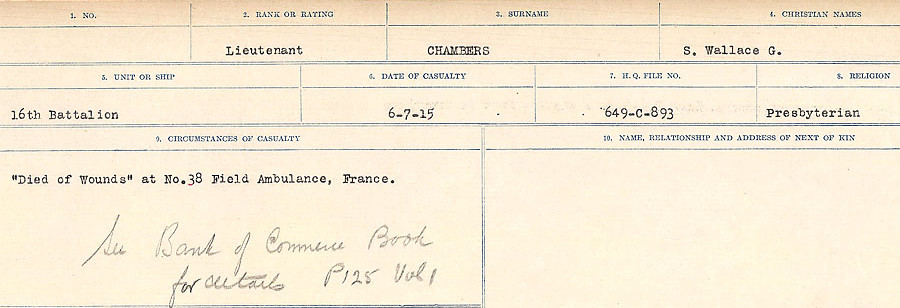 1. NO. 2. RANK OR RATING 3. SURNAME 4. CHRISTIAN NAMES
Lieutenant CHAMBERS S. Wallace G.
5. UNIT OR SHIP 6. DATE OF CASUALTY 7. H.Q. FILE NO. 8. RELIGION
16th Battalion 6-7-15 649-C-893 Presbyterian
9. CIRCUMSTANCES OF CASUALTY 10. NAME, RELATIONSHIP AND ADDRESS OF NEXT OF KIN
"Died of Wounds" at No.38 Field Ambulance, France.
See Bank of Commerce Book
for details P125 Vol 1